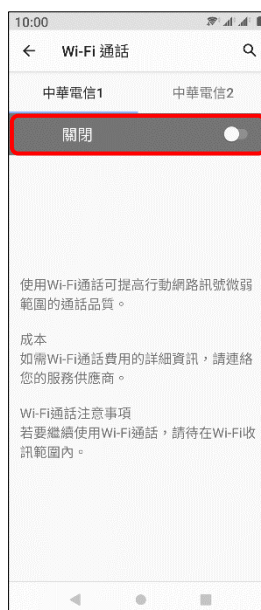 10:00
Wi-Fi 通話
中華電信1 中華電信2
關閉
使用Wi-Fi通話可提高行動網路訊號微弱
範圍的通話品質。
成本
如需Wi-Fi通話費用的詳細資訊，請連絡
您的服務供應商。
Wi-Fi通話注意事項
若要繼續使用Wi-Fi通話，請待在Wi-Fi收
訊範圍內。